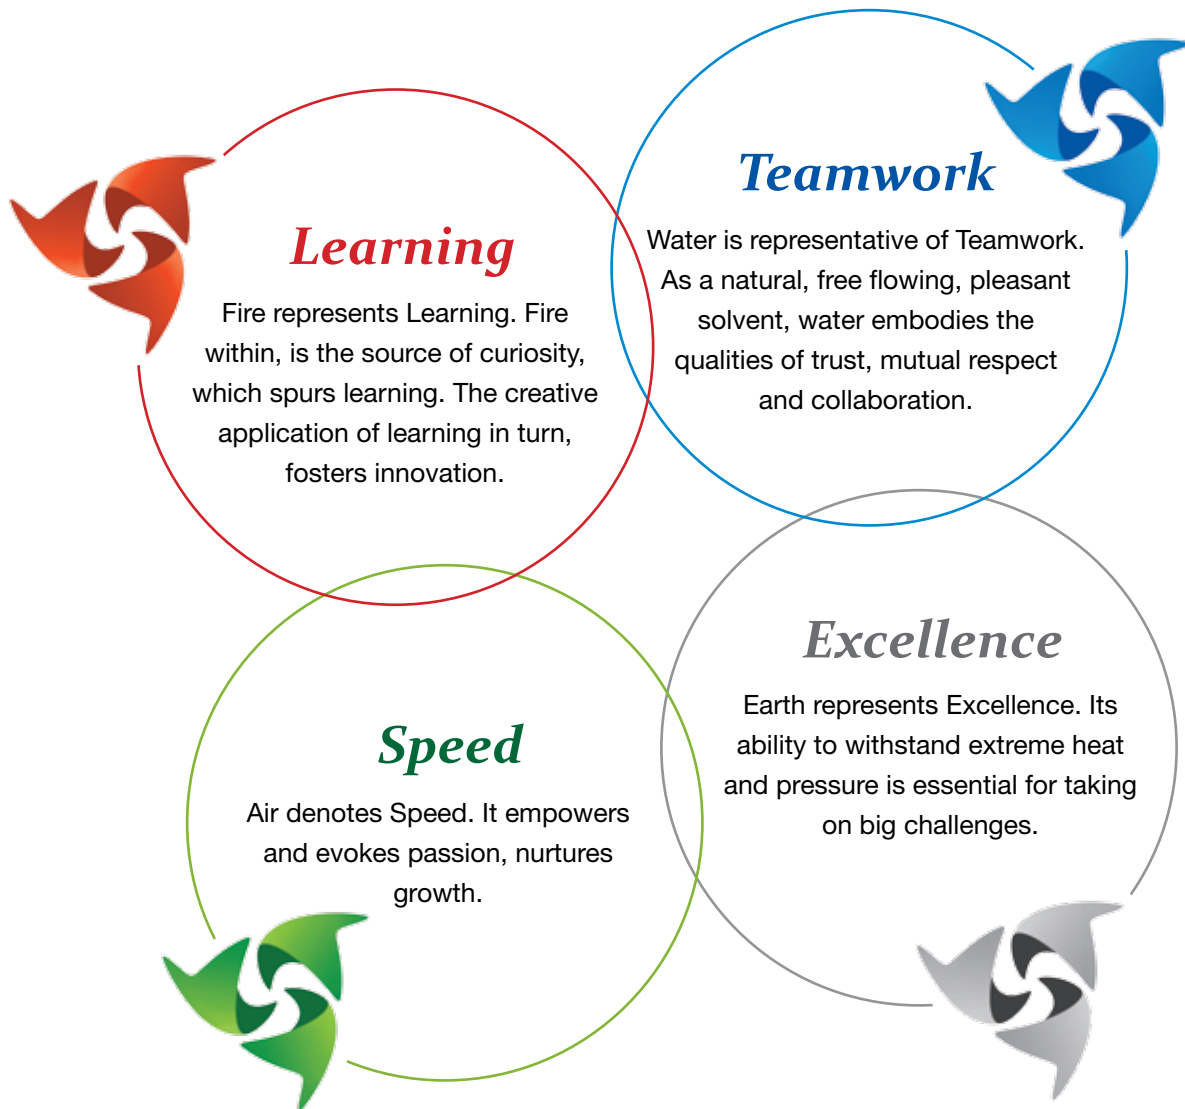 Learning
Fire represents Learning. Fire
within, is the source of curiosity,
which spurs learning. The creative
application of learning in turn,
fosters innovation.
Teamwork
Water is representative of Teamwork.
As a natural, free flowing, pleasant
solvent, water embodies the
qualities of trust, mutual respect
and collaboration.
Speed
Air denotes Speed. It empowers
and evokes passion, nurtures
growth.
Excellence
Earth represents Excellence. Its
ability to withstand extreme heat
and pressure is essential for taking
on big challenges.